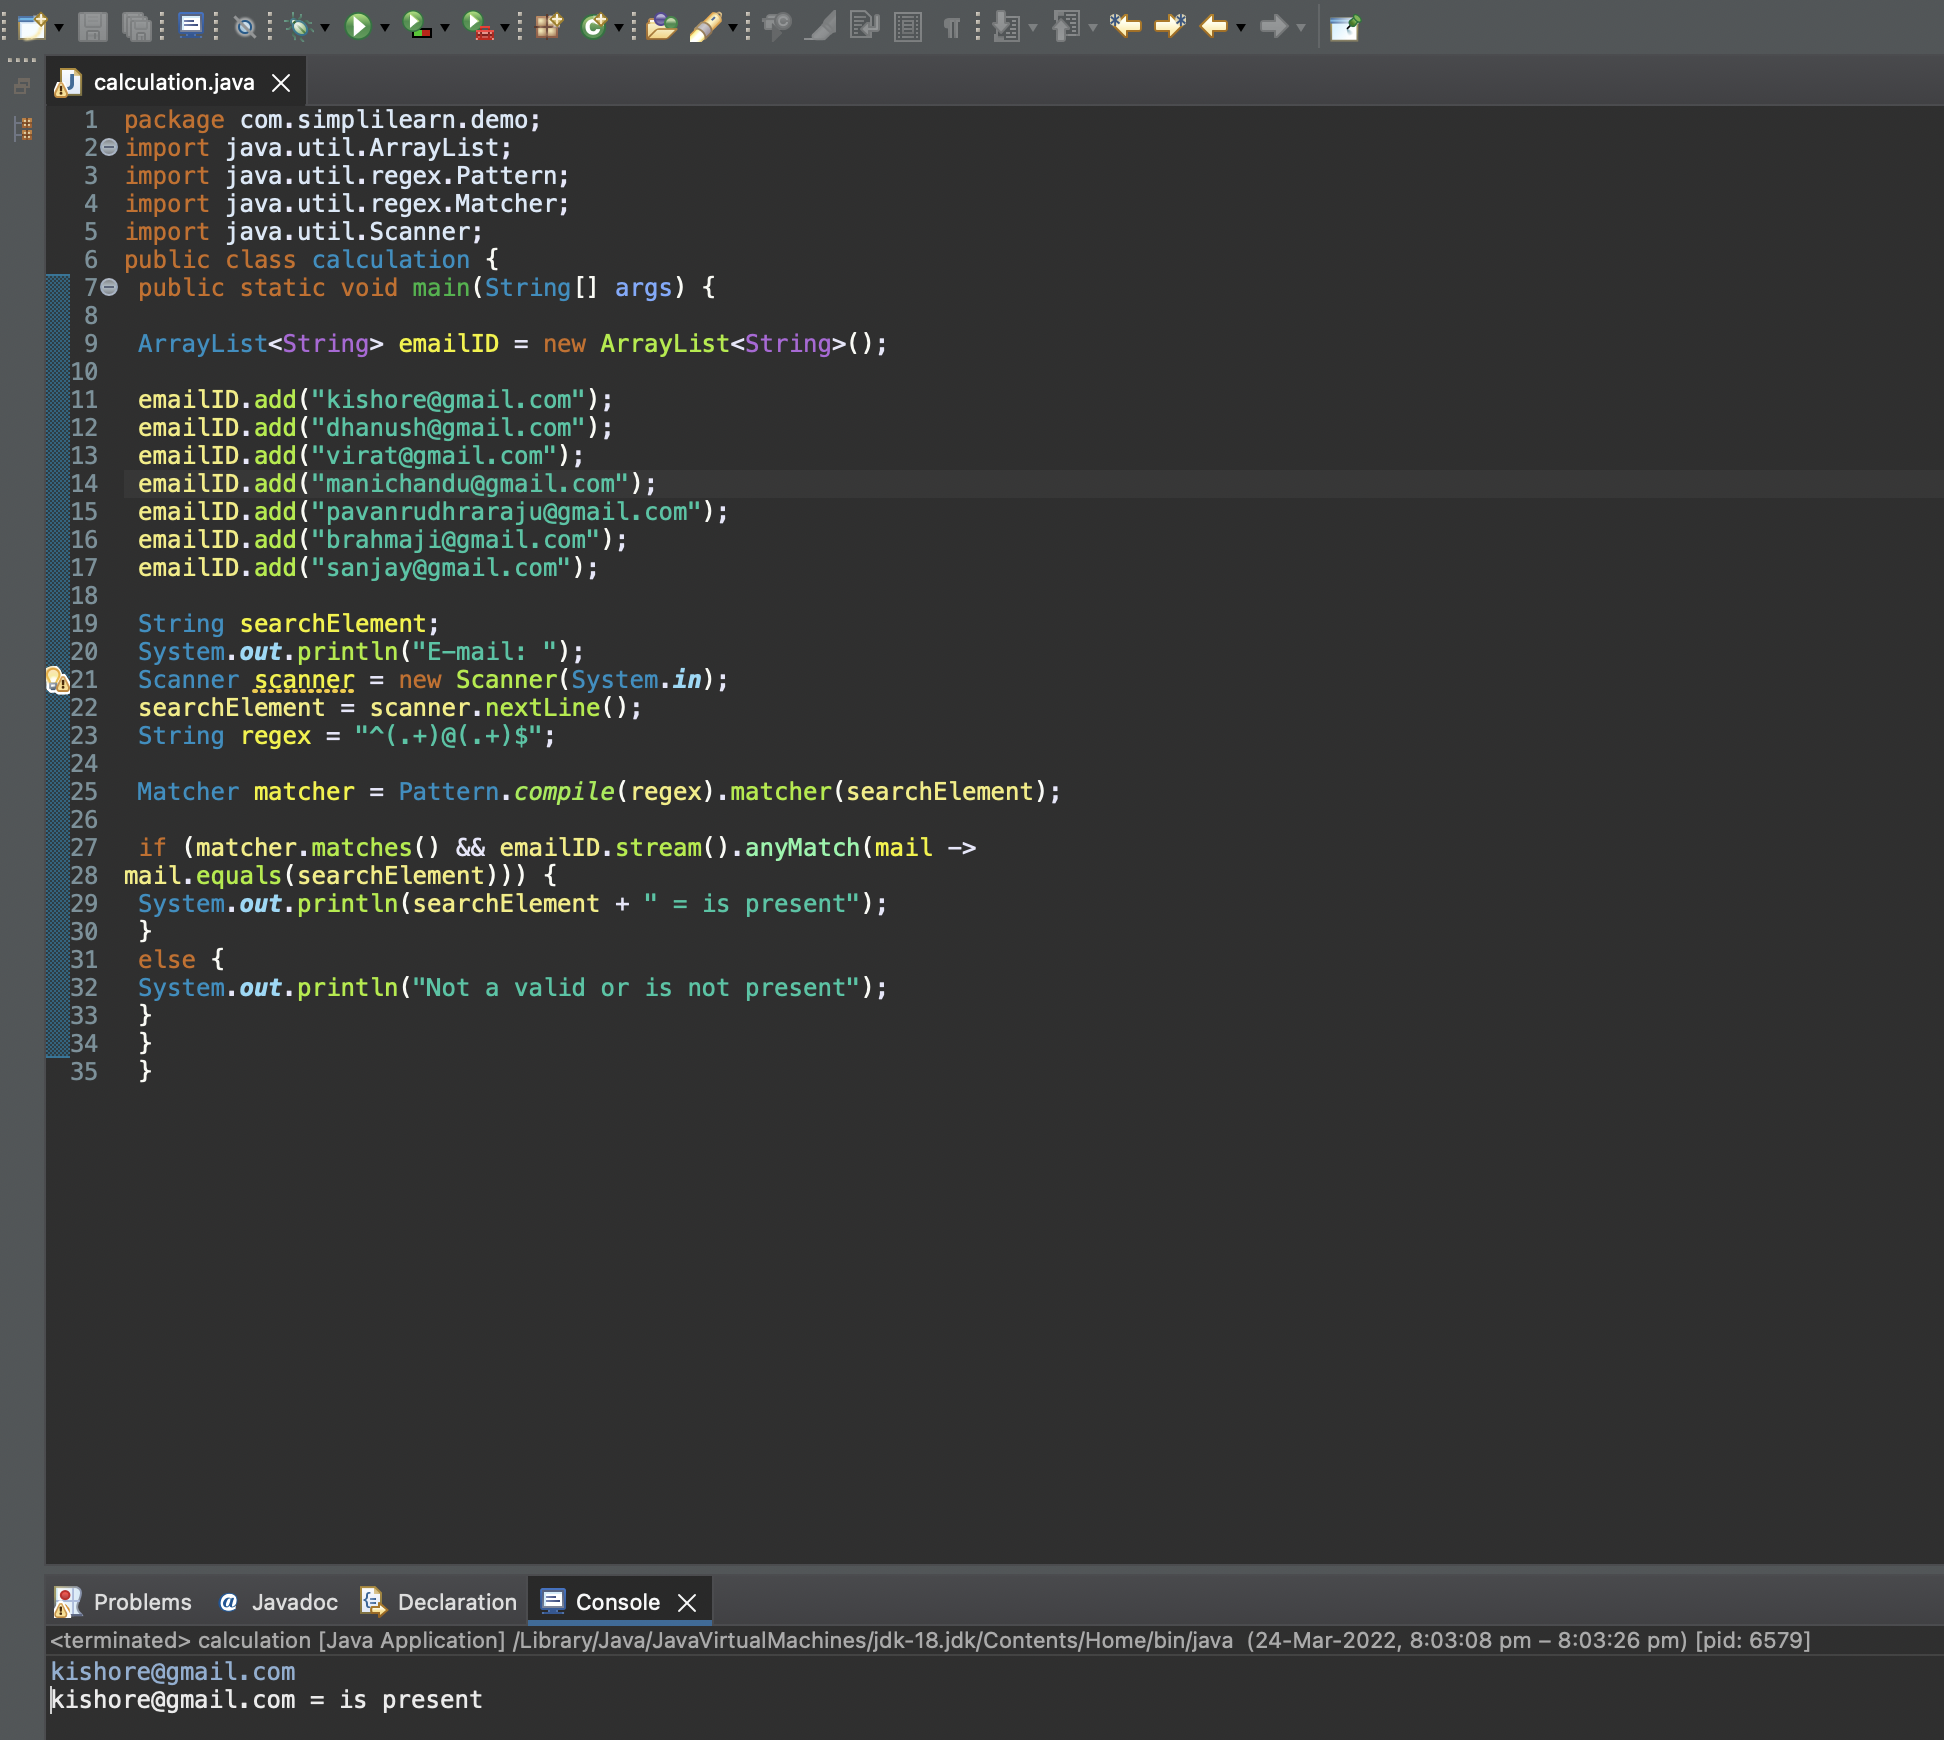 calculation.java
1 package com.simplilearn.demo;
2 import java.util.ArrayList;
3 import java.util.regex.Pattern;
4 import java.util.regex.Matcher;
5 import java.util.Scanner;
6 public class calculation {
7 public static void main(String[] args) {
8
9 ArrayList<String> emailID = new ArrayList<String>();
10
11 emailID.add("kishore@gmail.com");
12 emailID.add("dhanush@gmail.com");
13 emailID.add("virat@gmail.com");
14 emailID.add("manichandu@gmail.com");
15 emailID.add("pavanrudhraraju@gmail.com");
16 emailID.add("brahmaji@gmail.com");
17 emailID.add("sanjay@gmail.com");
18
19 String searchElement;
20 System.out.println("E-mail: ");
21 Scanner scanner = new Scanner(System.in);
22 searchElement = scanner.nextLine();
23 String regex = "^(.+)@(.+)$";
24
25 Matcher matcher = Pattern.compile(regex).matcher(searchElement);
26
27 if (matcher.matches() && emailID.stream().anyMatch(mail ->
28 mail.equals(searchElement))) {
29 System.out.println(searchElement + " = is present");
30 }
31 else {
32 System.out.println("Not a valid or is not present");
33 }
34 }
35 }
Problems @ Javadoc Declaration Console
<terminated> calculation [Java Application] /Library/Java/JavaVirtualMachines/jdk-18.jdk/Contents/Home/bin/java (24-Mar-2022, 8:03:08 pm – 8:03:26 pm) [pid: 6579]
kishore@gmail.com
kishore@gmail.com = is present